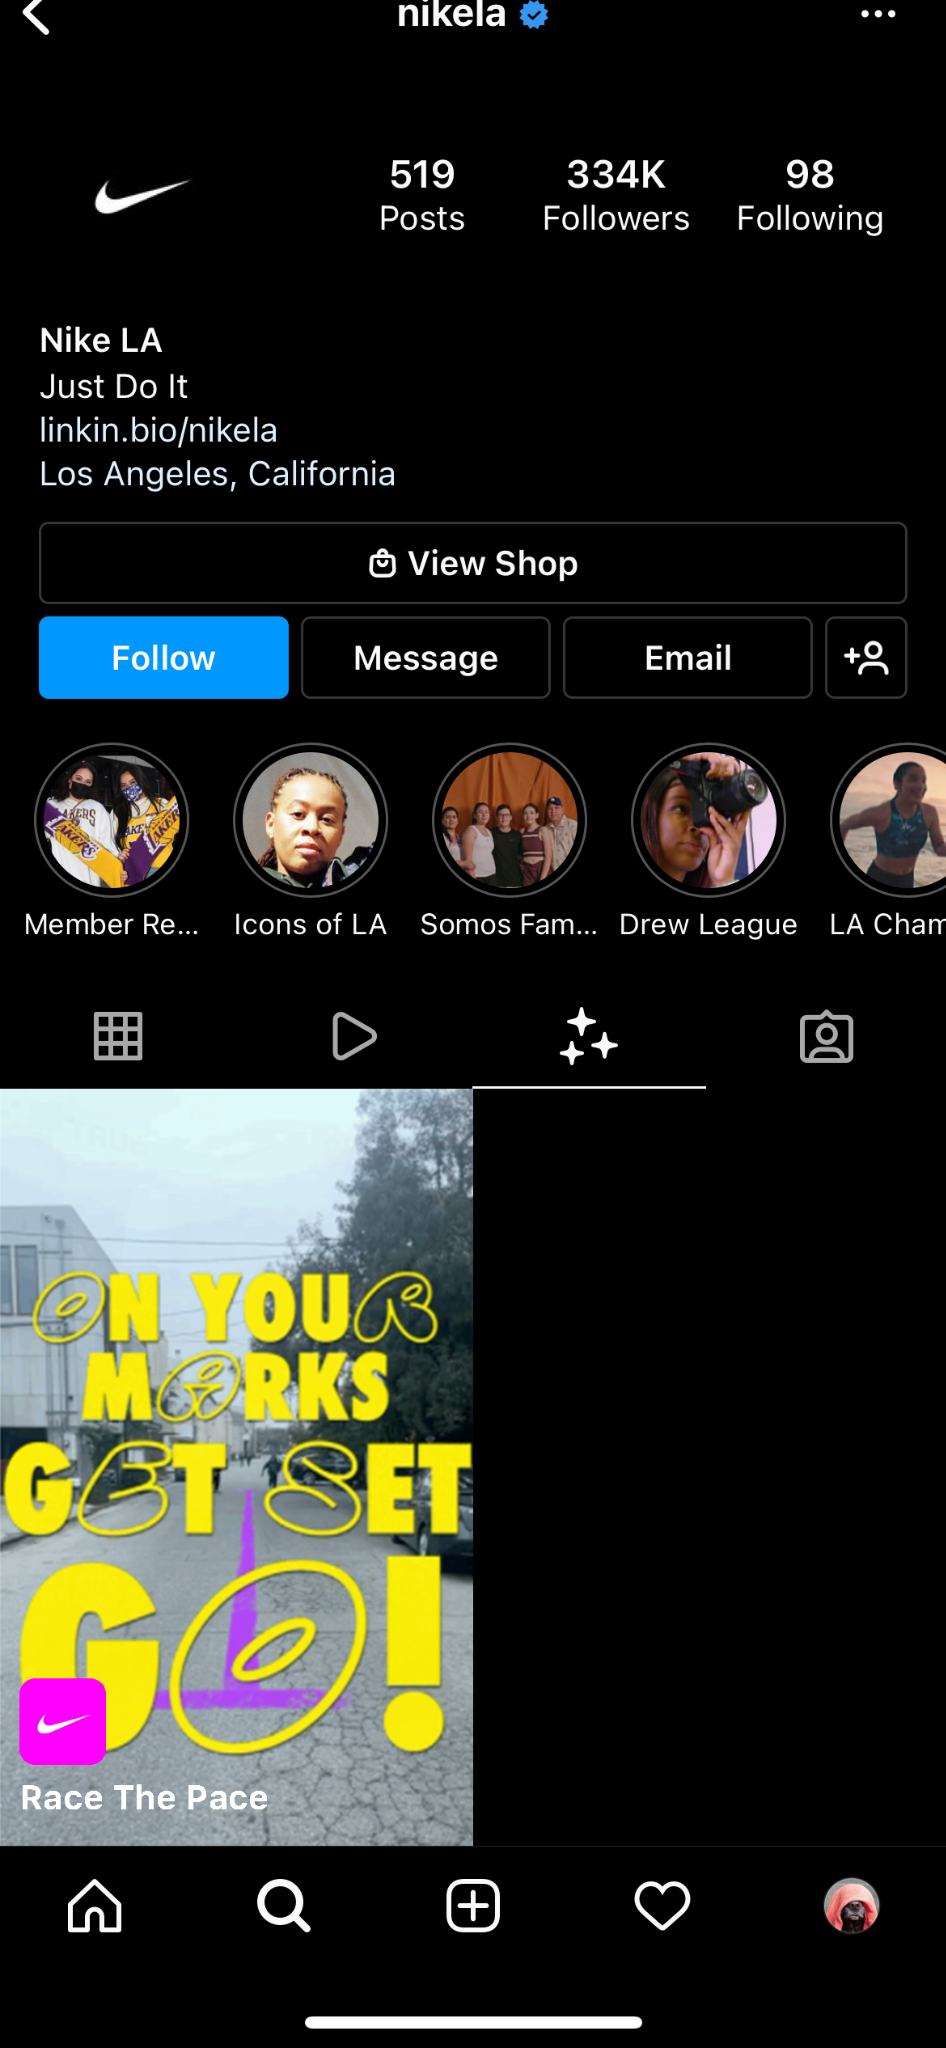 nikela
519
Posts
334K
Followers
98
Following
Nike LA
Just Do It
linkin.bio/nikela
Los Angeles, California
View Shop
Follow
Message
Email
Member Re...
Icons of LA
Somos Fam...
Drew League
LA Cham
ON YOUR
MARKS
GET SET
GO!
Race The Pace